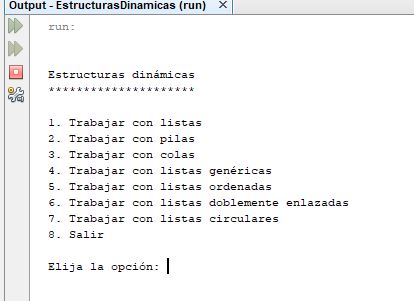 Output - EstructurasDinamicas (run) ×
run:
Estructuras dinámicas
*********************
1. Trabajar con listas
2. Trabajar con pilas
3. Trabajar con colas
4. Trabajar con listas genéricas
5. Trabajar con listas ordenadas
6. Trabajar con listas doblemente enlazadas
7. Trabajar con listas circulares
8. Salir
Elija la opción: